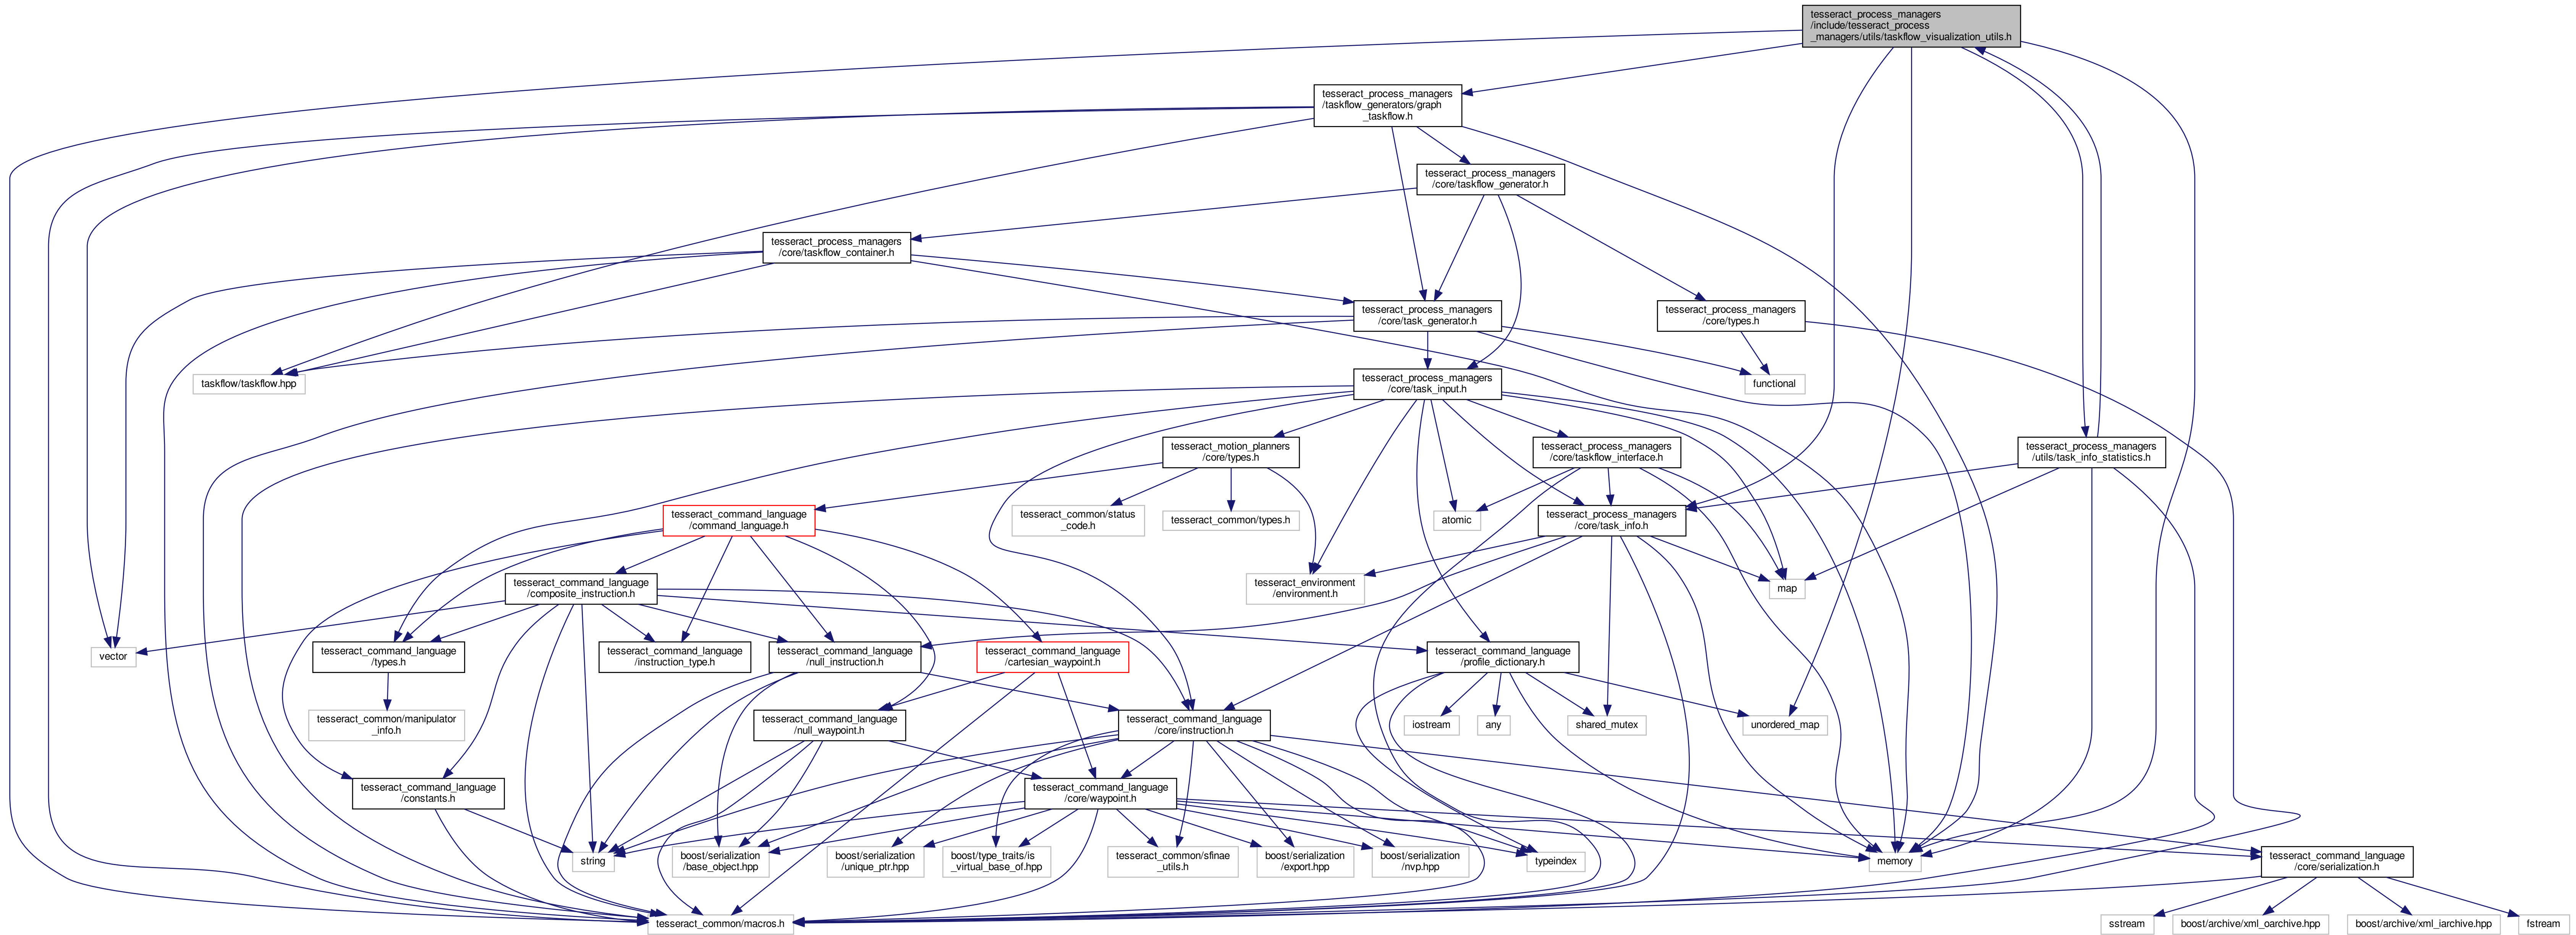 tesseract_process_managers
/include/tesseract_process
_managers/utils/taskflow_visualization_utils.h
tesseract_process_managers
/taskflow_generators/graph
_taskflow.h
tesseract_process_managers
/core/taskflow_generator.h
tesseract_process_managers
/core/taskflow_container.h
tesseract_process_managers
/core/task_generator.h
tesseract_process_managers
/core/types.h
taskflow/taskflow.hpp
tesseract_process_managers
/core/task_input.h
functional
tesseract_motion_planners
/core/types.h
tesseract_process_managers
/core/taskflow_interface.h
tesseract_process_managers
/utils/task_info_statistics.h
tesseract_command_language
/command_language.h
tesseract_common/status
_code.h
tesseract_common/types.h
atomic
tesseract_process_managers
/core/task_info.h
tesseract_command_language
/composite_instruction.h
tesseract_environment
/environment.h
map
vector
tesseract_command_language
/types.h
tesseract_command_language
/instruction_type.h
tesseract_command_language
/null_instruction.h
tesseract_command_language
/cartesian_waypoint.h
tesseract_command_language
/profile_dictionary.h
tesseract_common/manipulator
_info.h
tesseract_command_language
/null_waypoint.h
tesseract_command_language
/core/instruction.h
iostream
any
shared_mutex
unordered_map
tesseract_command_language
/constants.h
tesseract_command_language
/core/waypoint.h
string
boost/serialization
/base_object.hpp
boost/serialization
/unique_ptr.hpp
boost/type_traits/is
_virtual_base_of.hpp
tesseract_common/sfinae
_utils.h
boost/serialization
/export.hpp
boost/serialization
/nvp.hpp
typeindex
memory
tesseract_command_language
/core/serialization.h
tesseract_common/macros.h
sstream
boost/archive/xml_oarchive.hpp
boost/archive/xml_iarchive.hpp
fstream